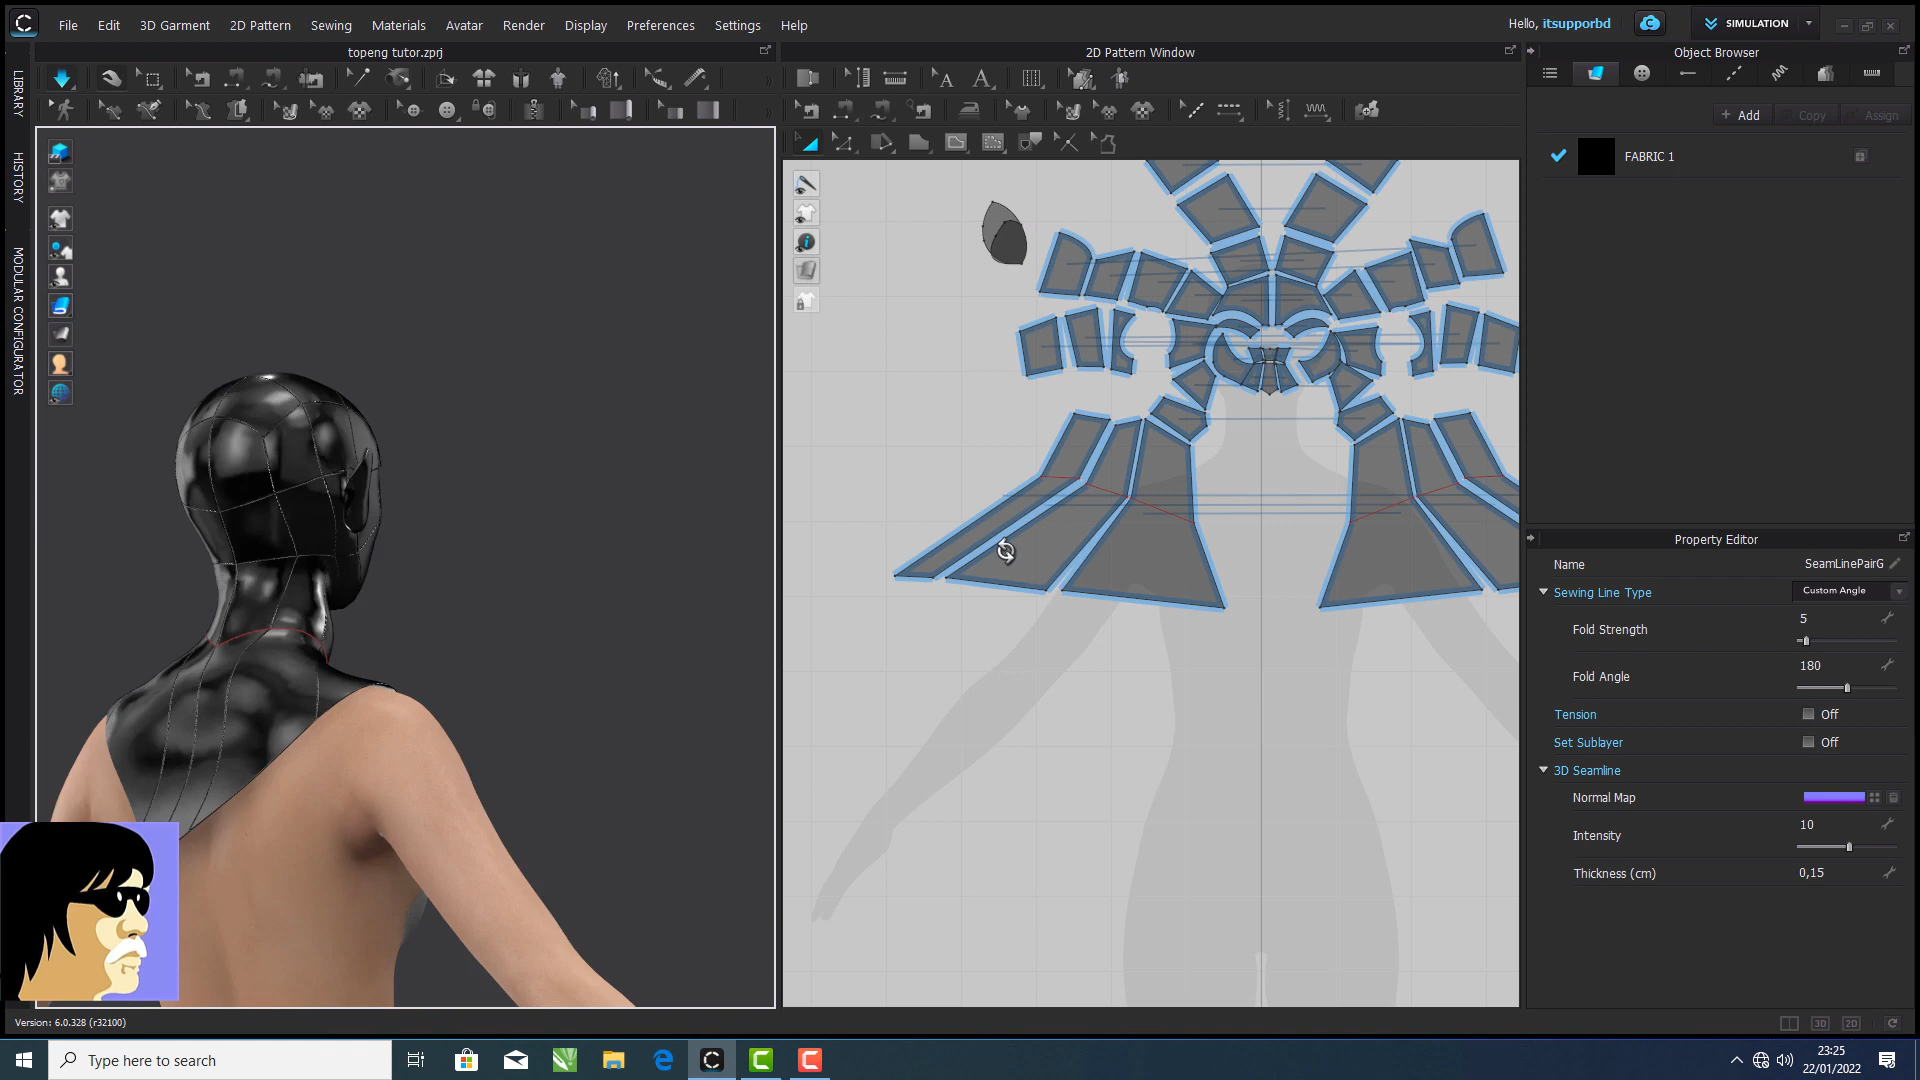 File Edit 3D Garment 2D Pattern Sewing Materials Avatar Render Display Preferences Settings Help
Hello, itsupporbd
SIMULATION
topeng tutor.zprj
2D Pattern Window
Object Browser
LIBRARY
HISTORY
MODULAR CONFIGURATOR
+ Add Copy Assign
FABRIC 1
Property Editor
Name SeamLinePairG
Sewing Line Type Custom Angle
Fold Strength 5
Fold Angle 180
Tension Off
Set Sublayer Off
3D Seamline
Normal Map
Intensity 10
Thickness (cm) 0,15
Version: 6.0.328 (r32100)
3D 2D
Type here to search
23:25
22/01/2022